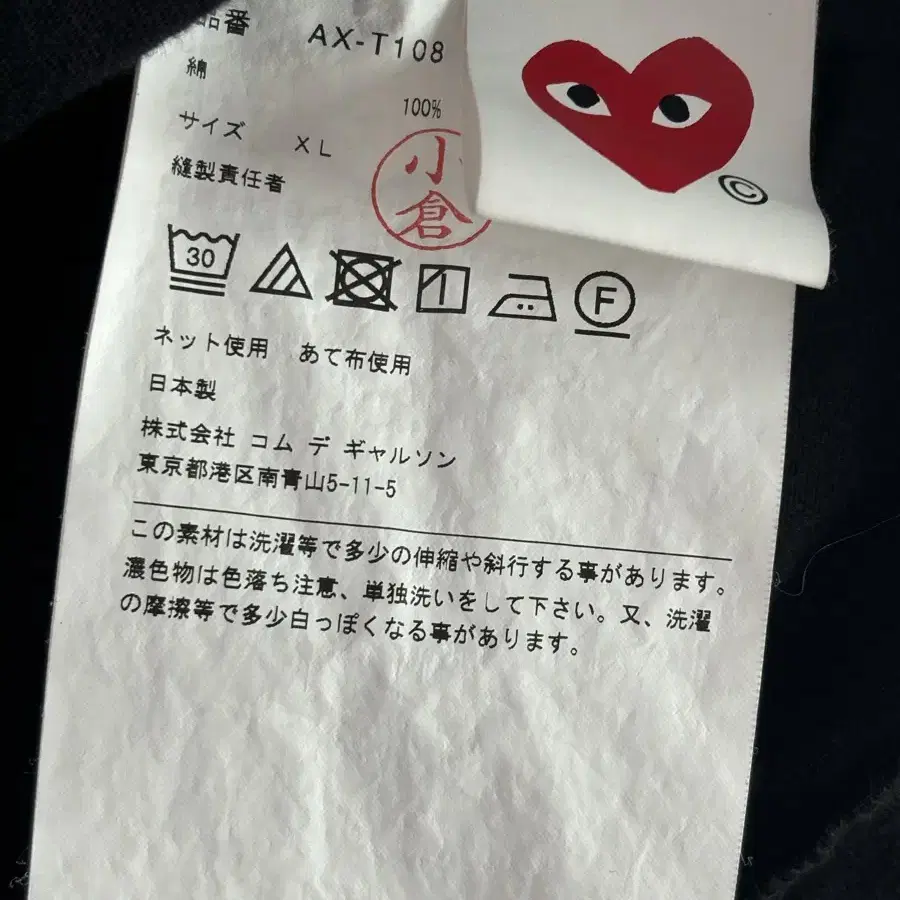 品番 AX-T108
綿 100%
サイズ XL
縫製責任者 小倉
30
F
ネット使用 あて布使用
日本製
株式会社 コム デ ギャルソン
東京都港区南青山5-11-5
この素材は洗濯等で多少の伸縮や斜行する事があります。
濃色物は色落ち注意、単独洗いをして下さい。又、洗濯
の摩擦等で多少白っぽくなる事があります。
©